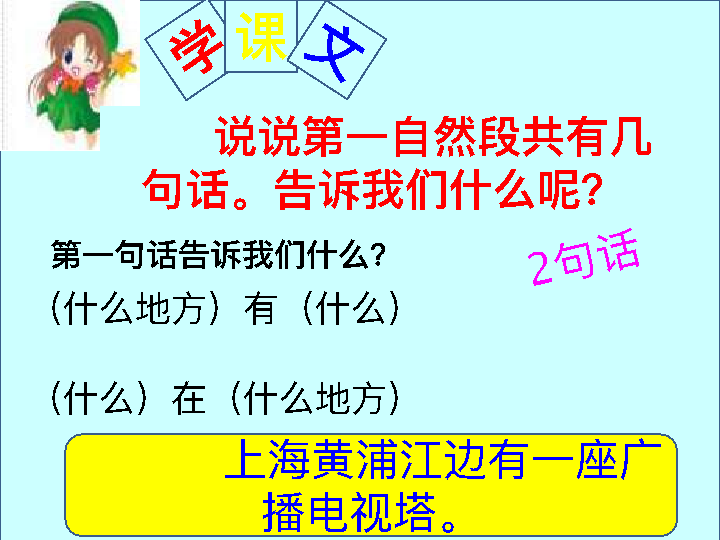 学课文
说说第一自然段共有几
句话。告诉我们什么呢?
第一句话告诉我们什么?
2句话
(什么地方)有(什么)
(什么)在(什么地方)
上海黄浦江边有一座广
播电视塔。